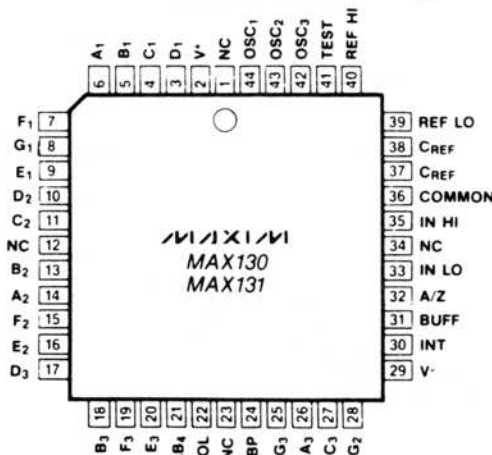 A₁ B₁ C₁ D₁ V⁺ NC OSC₁ OSC₂ OSC₃ TEST REF HI
6 5 4 3 2 1 44 43 42 41 40
F₁ 7
G₁ 8
E₁ 9
D₂ 10
C₂ 11
NC 12
B₂ 13
A₂ 14
F₂ 15
E₂ 16
D₃ 17
MAXIM
MAX130
MAX131
39 REF LO
38 CREF
37 CREF
36 COMMON
35 IN HI
34 NC
33 IN LO
32 A/Z
31 BUFF
30 INT
29 V-
18 19 20 21 22 23 24 25 26 27 28
B₃ F₃ E₃ AB₄ POL NC BP G₃ A₃ C₃ G₂